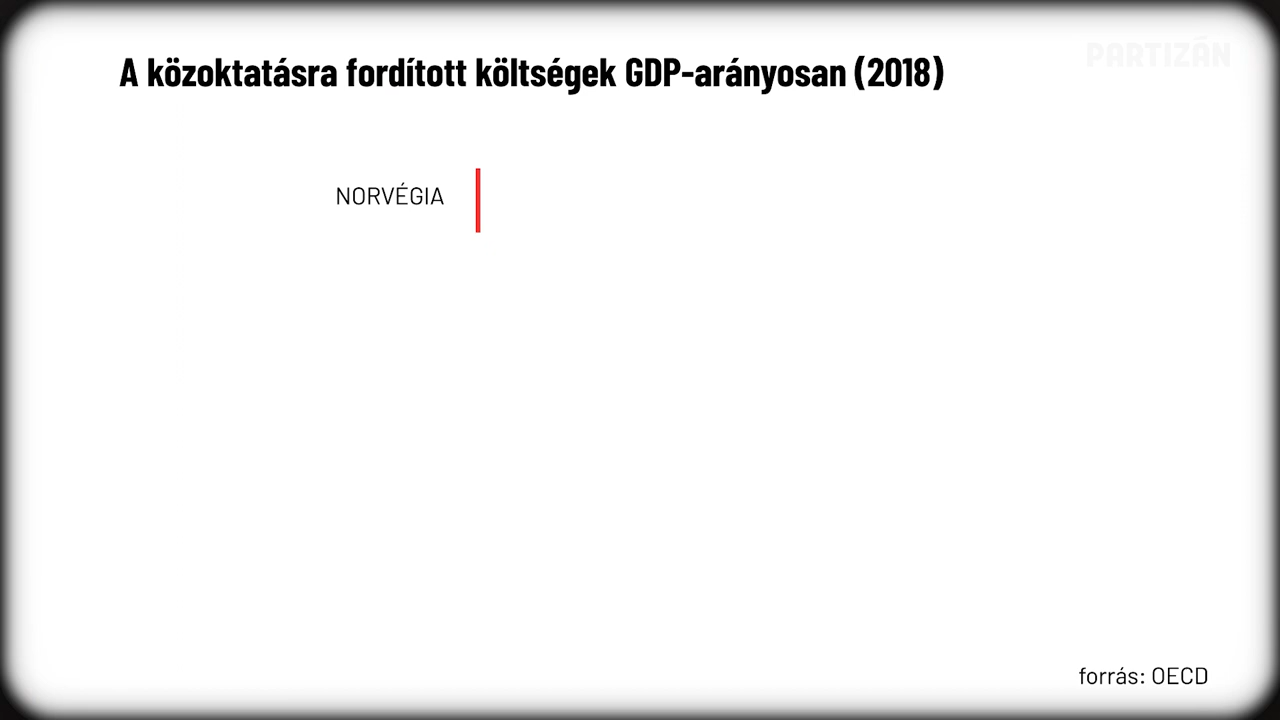 PARTIZÁN
A közoktatásra fordított költségek GDP-arányosan (2018)
NORVÉGIA
forrás: OECD